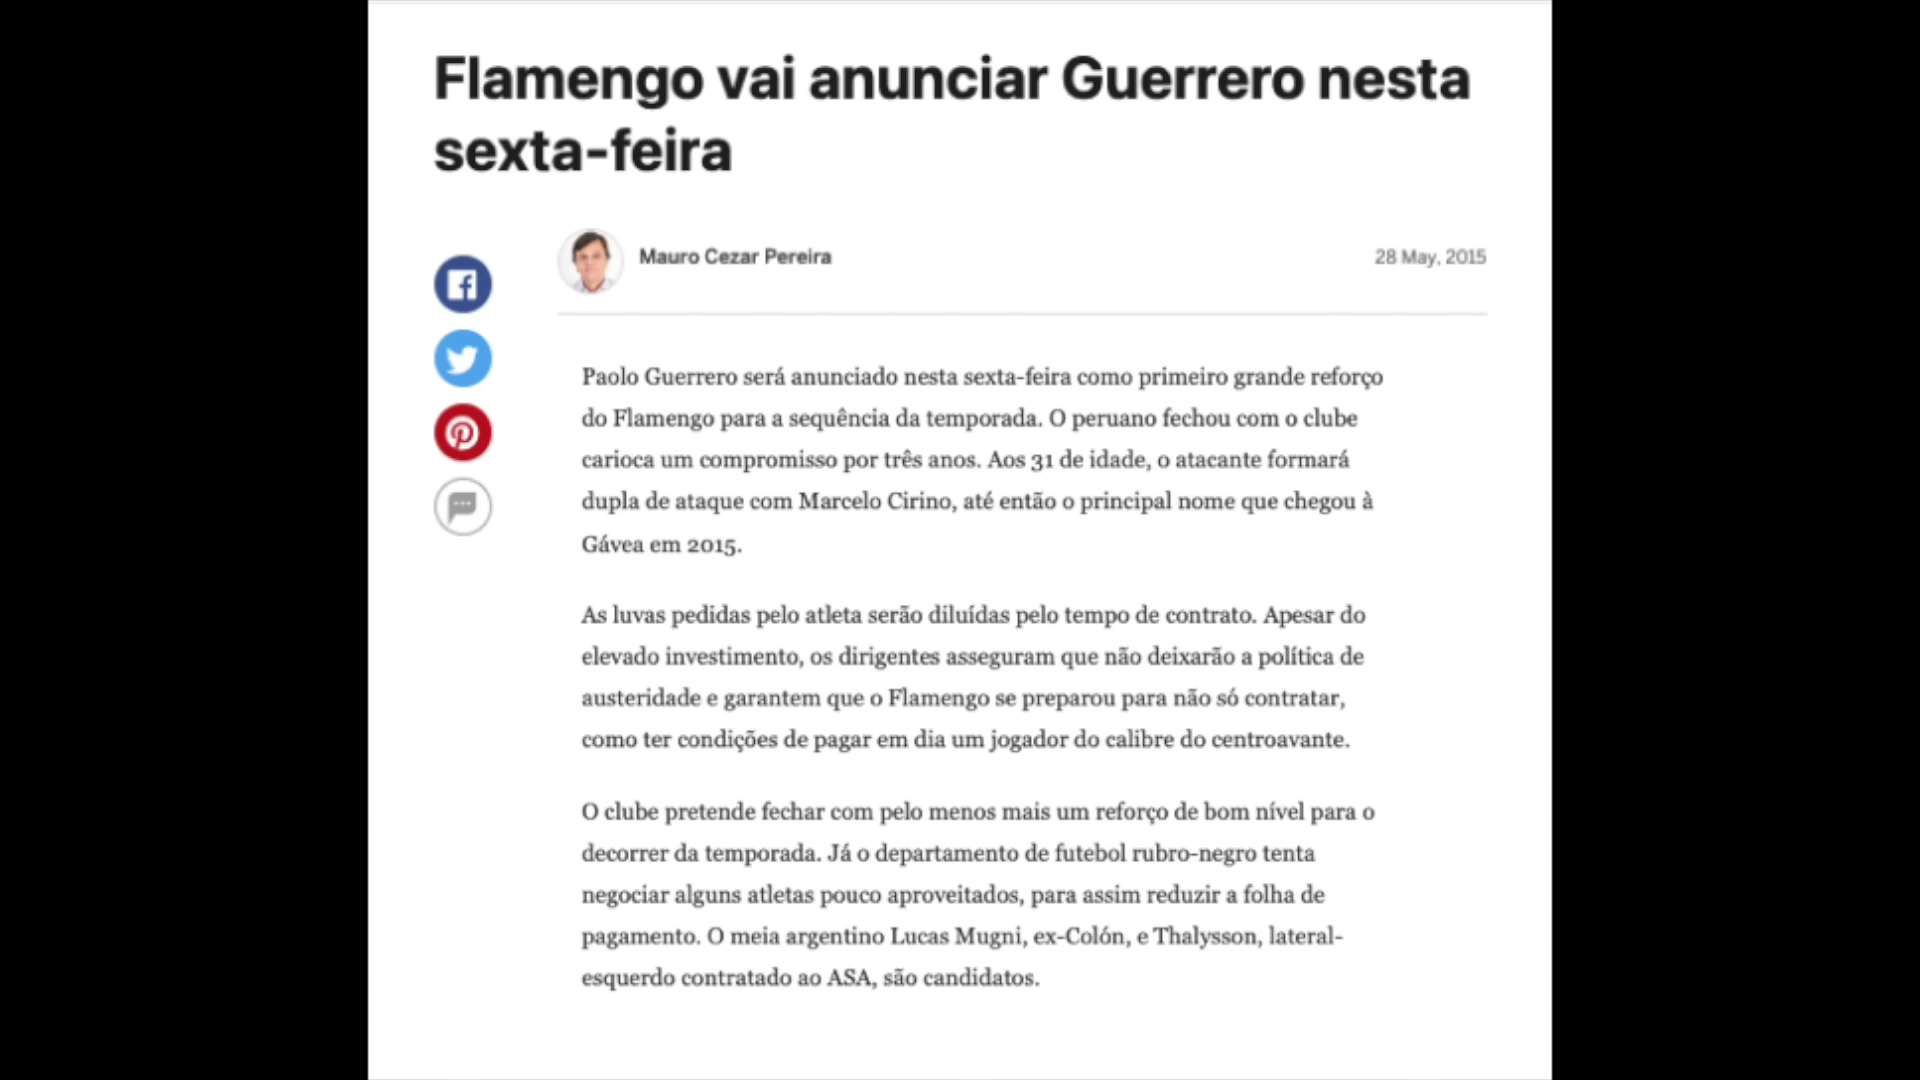 Flamengo vai anunciar Guerrero nesta
sexta-feira
Mauro Cezar Pereira
28 May, 2015
Paolo Guerrero será anunciado nesta sexta-feira como primeiro grande reforço
do Flamengo para a sequência da temporada. O peruano fechou com o clube
carioca um compromisso por três anos. Aos 31 de idade, o atacante formará
dupla de ataque com Marcelo Cirino, até então o principal nome que chegou à
Gávea em 2015.
As luvas pedidas pelo atleta serão diluídas pelo tempo de contrato. Apesar do
elevado investimento, os dirigentes asseguram que não deixarão a política de
austeridade e garantem que o Flamengo se preparou para não só contratar,
como ter condições de pagar em dia um jogador do calibre do centroavante.
O clube pretende fechar com pelo menos mais um reforço de bom nível para o
decorrer da temporada. Já o departamento de futebol rubro-negro tenta
negociar alguns atletas pouco aproveitados, para assim reduzir a folha de
pagamento. O meia argentino Lucas Mugni, ex-Colón, e Thalysson, lateral-
esquerdo contratado ao ASA, são candidatos.